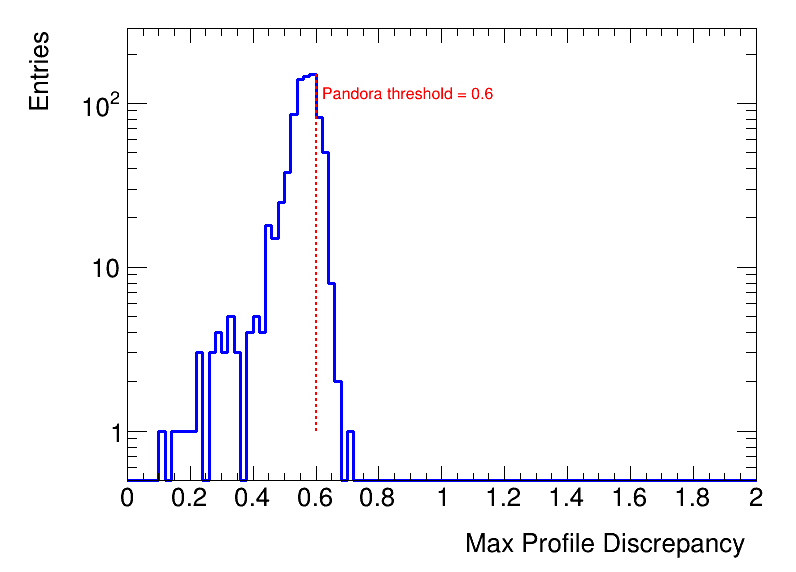 Entries
10²
10
1
Pandora threshold = 0.6
0 0.2 0.4 0.6 0.8 1 1.2 1.4 1.6 1.8 2
Max Profile Discrepancy